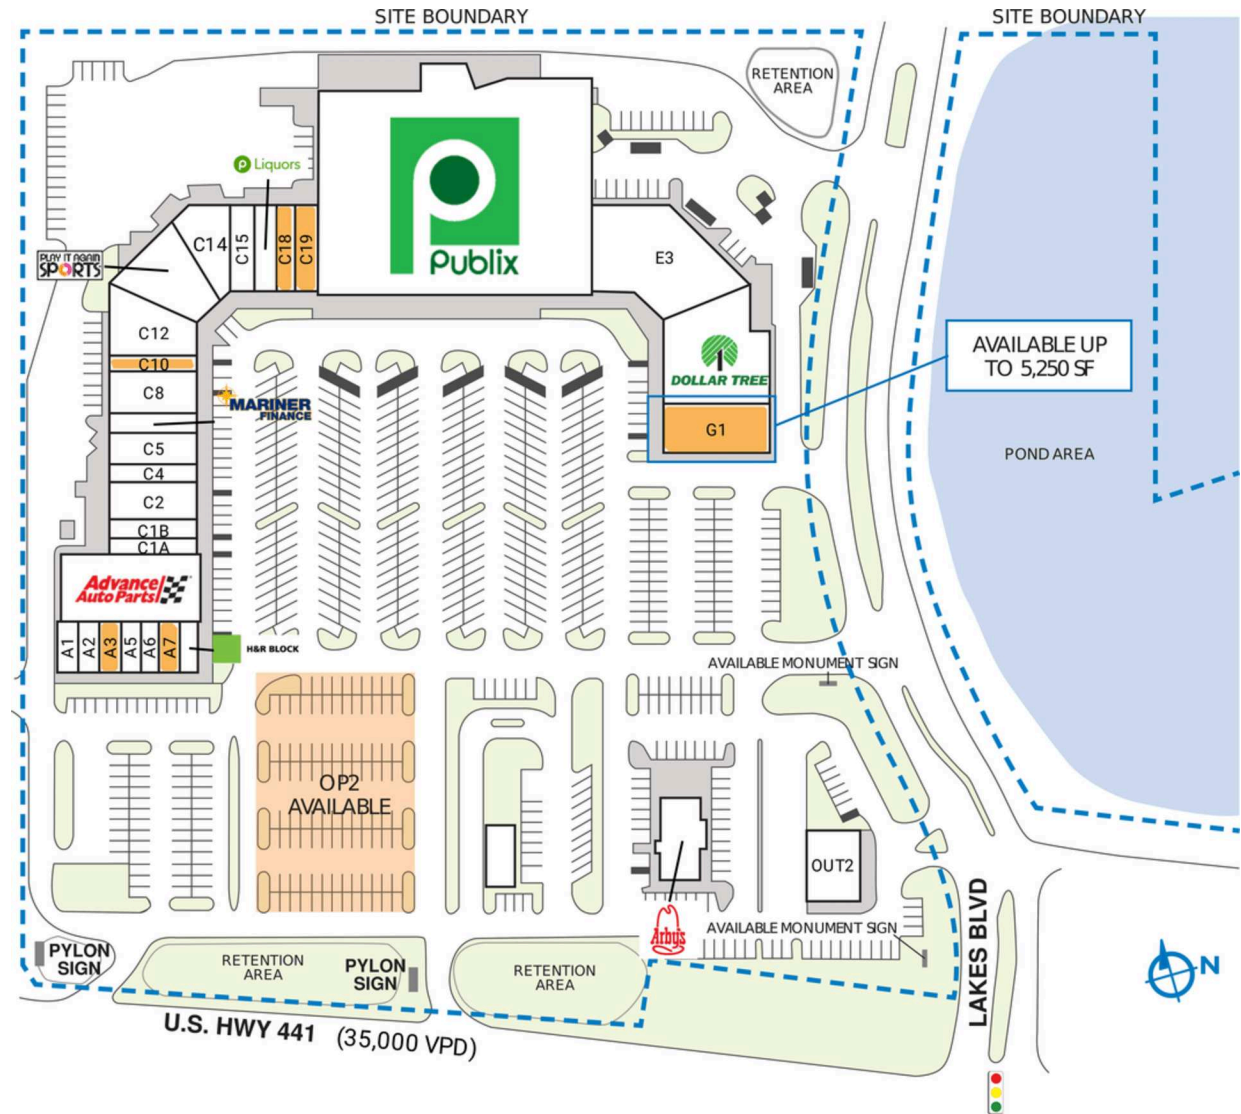 SITE BOUNDARY
SITE BOUNDARY
RETENTION
AREA
p Liquors
Publix
PLAY IT AGAIN
SPORTS
C14
C15
C18
C19
E3
C12
C10
C8
MARINER
FINANCE
DOLLAR TREE
AVAILABLE UP
TO 5,250 SF
G1
POND AREA
C5
C4
C2
C1B
C1A
Advance
Auto Parts
A1
A2
A3
A5
A6
A7
H&R BLOCK
AVAILABLE MONUMENT SIGN
OP2
AVAILABLE
OUT2
Arby's
AVAILABLE MONUMENT SIGN
PYLON
SIGN
RETENTION
AREA
PYLON
SIGN
RETENTION
AREA
LAKES BLVD
N
U.S. HWY 441 (35,000 VPD)